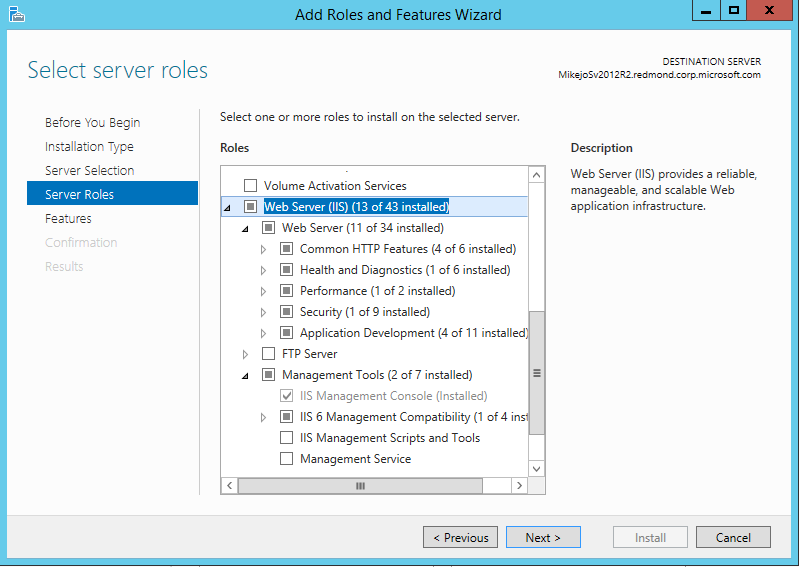 Add Roles and Features Wizard
Select server roles
DESTINATION SERVER
MikejoSv2012R2.redmond.corp.microsoft.com
Before You Begin
Installation Type
Server Selection
Server Roles
Features
Confirmation
Results
Select one or more roles to install on the selected server.
Roles
Volume Activation Services
Web Server (IIS) (13 of 43 installed)
Web Server (11 of 34 installed)
Common HTTP Features (4 of 6 installed)
Health and Diagnostics (1 of 6 installed)
Performance (1 of 2 installed)
Security (1 of 9 installed)
Application Development (4 of 11 installed)
FTP Server
Management Tools (2 of 7 installed)
IIS Management Console (Installed)
IIS 6 Management Compatibility (1 of 4 inst
IIS Management Scripts and Tools
Management Service
Description
Web Server (IIS) provides a reliable,
manageable, and scalable Web
application infrastructure.
< Previous
Next >
Install
Cancel